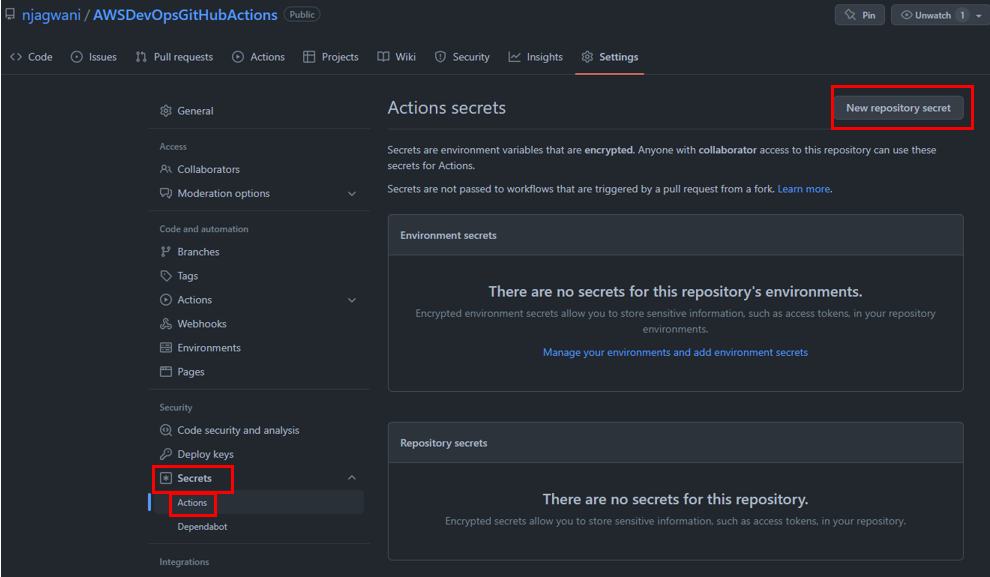 njagwani / AWSDevOpsGitHubActions Public
Pin
Unwatch 1
Code
Issues
Pull requests
Actions
Projects
Wiki
Security
Insights
Settings
General
Access
Collaborators
Moderation options
Code and automation
Branches
Tags
Actions
Webhooks
Environments
Pages
Security
Code security and analysis
Deploy keys
Secrets
Actions
Dependabot
Integrations
Actions secrets
New repository secret
Secrets are environment variables that are encrypted. Anyone with collaborator access to this repository can use these
secrets for Actions.
Secrets are not passed to workflows that are triggered by a pull request from a fork. Learn more.
Environment secrets
There are no secrets for this repository's environments.
Encrypted environment secrets allow you to store sensitive information, such as access tokens, in your repository
environments.
Manage your environments and add environment secrets
Repository secrets
There are no secrets for this repository.
Encrypted secrets allow you to store sensitive information, such as access tokens, in your repository.